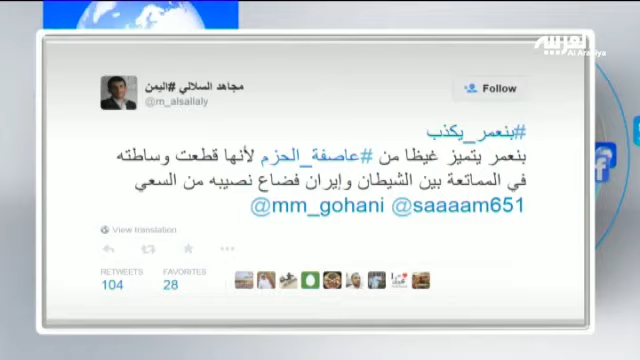 العربية
Al Arabiya
مجاهد السلالي #اليمن
@m_alsallaly
Follow
#بنعمر_يكذب
بنعمر يتميز غيظا من #عاصفة_الحزم لأنها قطعت وساطته
في المماتعة بين الشيطان وإيران فضاع نصيبه من السعي
@mm_gohani @saaaam651
View translation
RETWEETS
FAVORITES
104
28